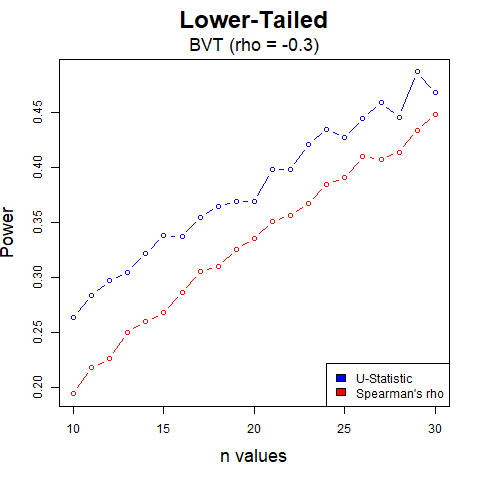 Lower-Tailed
BVT (rho = -0.3)
Power
0.45
0.40
0.35
0.30
0.25
0.20
10 15 20 25 30
n values
U-Statistic
Spearman's rho